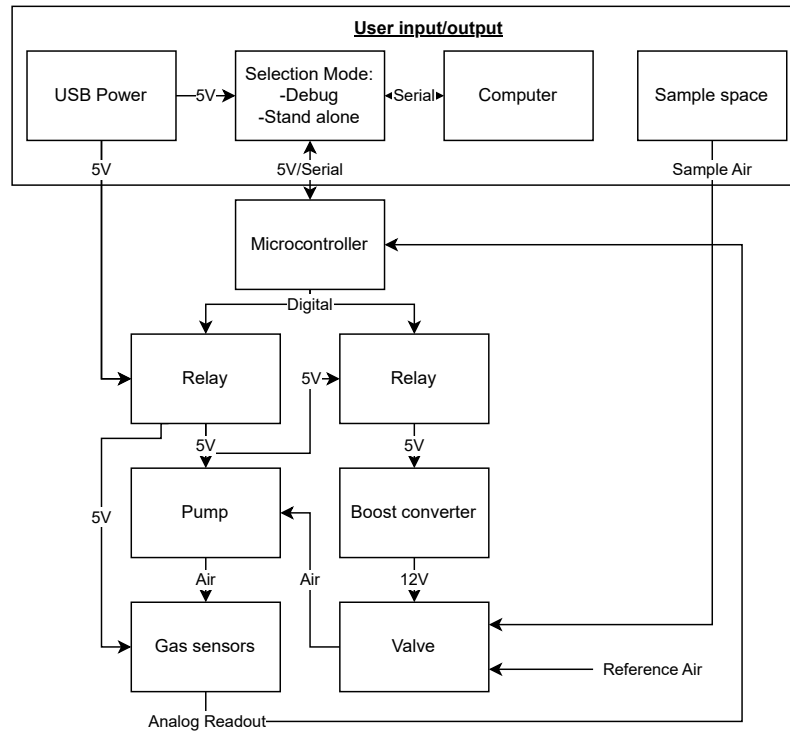 User input/output
USB Power
5V
Selection Mode:
-Debug
-Stand alone
Serial
Computer
Sample space
5V
5V/Serial
Sample Air
Microcontroller
Digital
Relay
5V
Relay
5V
5V
5V
Pump
Boost converter
Air
Air
12V
Gas sensors
Valve
Reference Air
Analog Readout